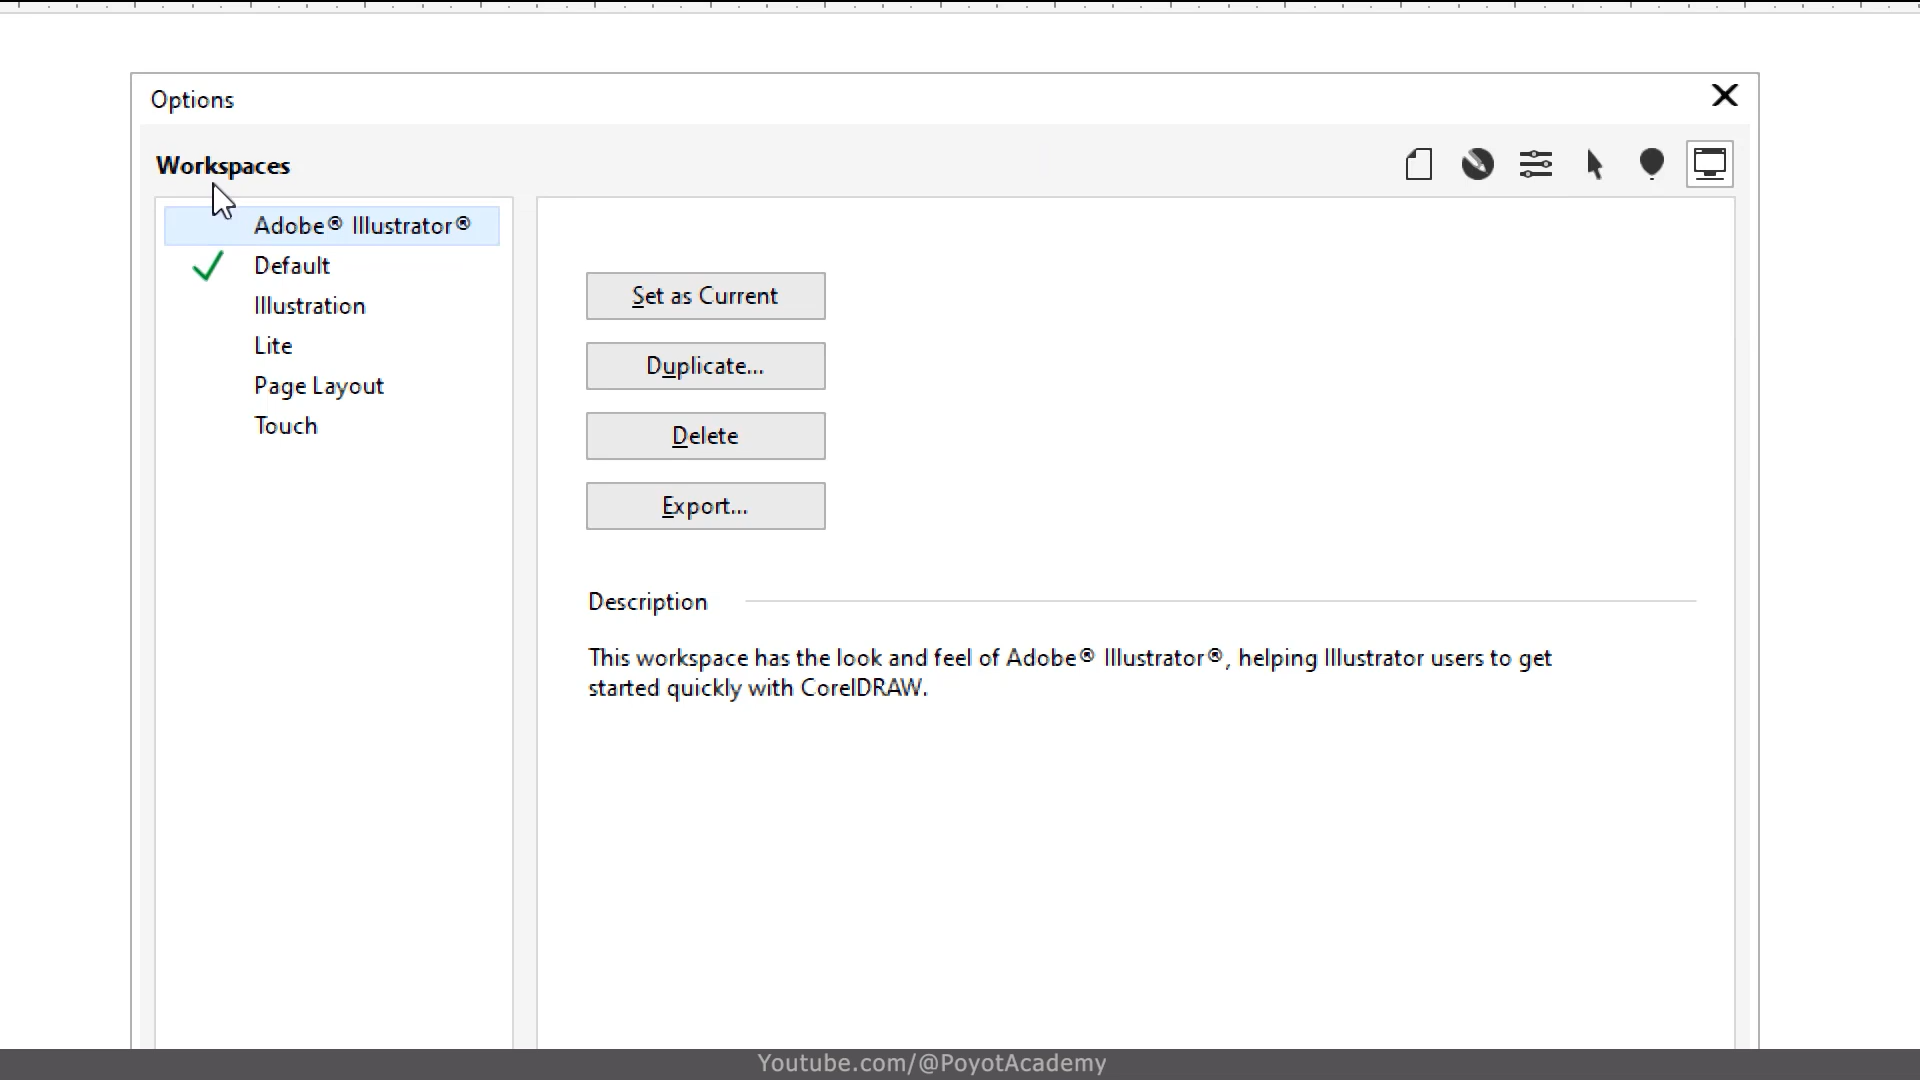 Options
Workspaces
Adobe® Illustrator®
Default
Illustration
Lite
Page Layout
Touch
Set as Current
Duplicate...
Delete
Export...
Description
This workspace has the look and feel of Adobe® Illustrator®, helping Illustrator users to get
started quickly with CorelDRAW.
Youtube.com/@PoyotAcademy